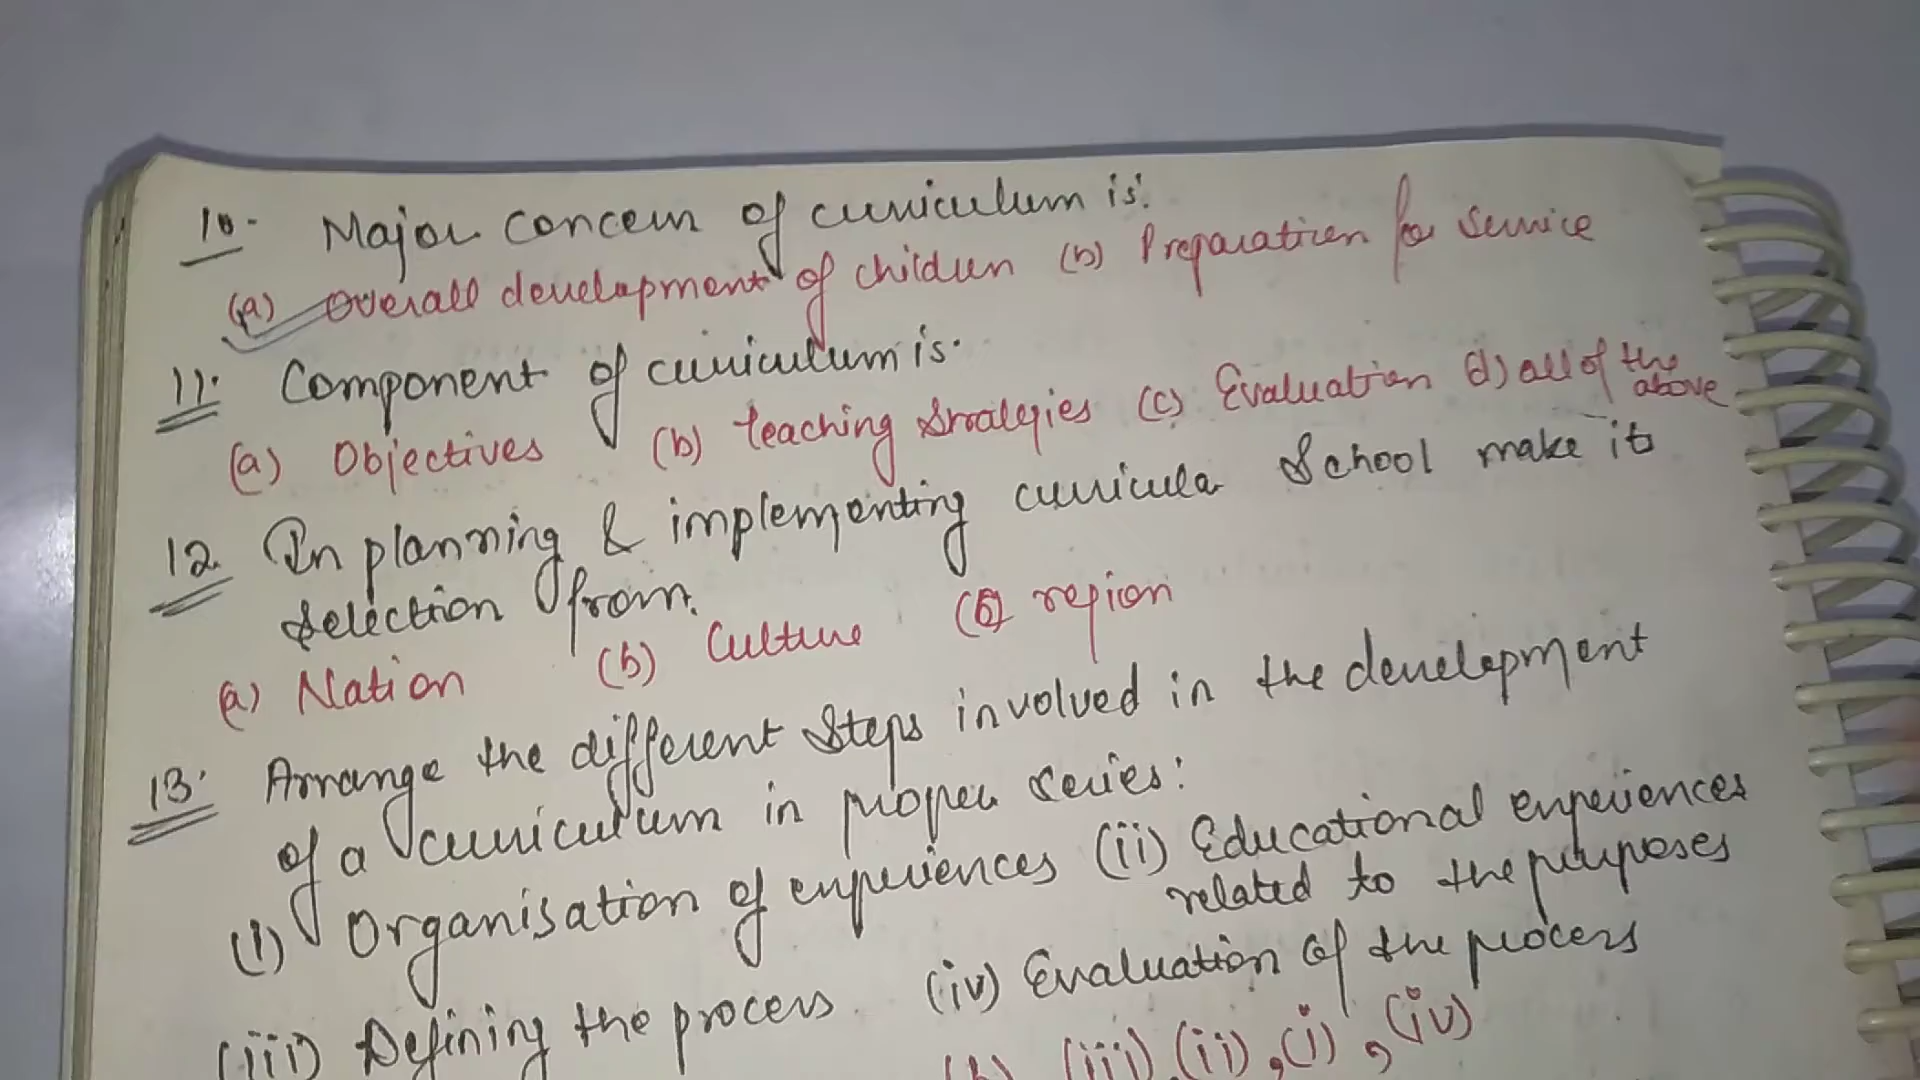 10. Major concern of curriculum is.
(a) Overall development of children (b) Preparation for Service
11. Component of curriculum is.
(a) Objectives (b) teaching Strategies (c) Evaluation (d) all of the above
12. In planning & implementing curricula School make it
selection from.
(a) Nation (b) Culture (c) region
13. Arrange the different Steps involved in the development
of a curriculum in proper Series:
(i) Organisation of experiences (ii) Educational experiences
related to the purposes
(iii) Defining the process (iv) Evaluation of the process
(b) (iii), (ii), (i), (iv)